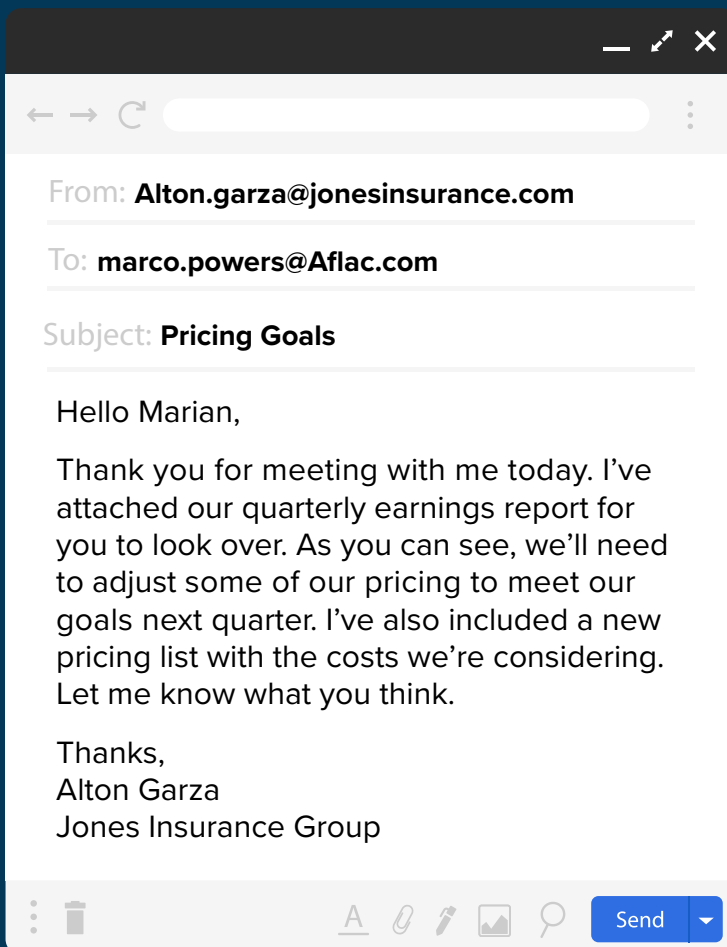 From: Alton.garza@jonesinsurance.com
To: marco.powers@Aflac.com
Subject: Pricing Goals
Hello Marian,
Thank you for meeting with me today. I’ve
attached our quarterly earnings report for
you to look over. As you can see, we’ll need
to adjust some of our pricing to meet our
goals next quarter. I’ve also included a new
pricing list with the costs we’re considering.
Let me know what you think.
Thanks,
Alton Garza
Jones Insurance Group
A
Send